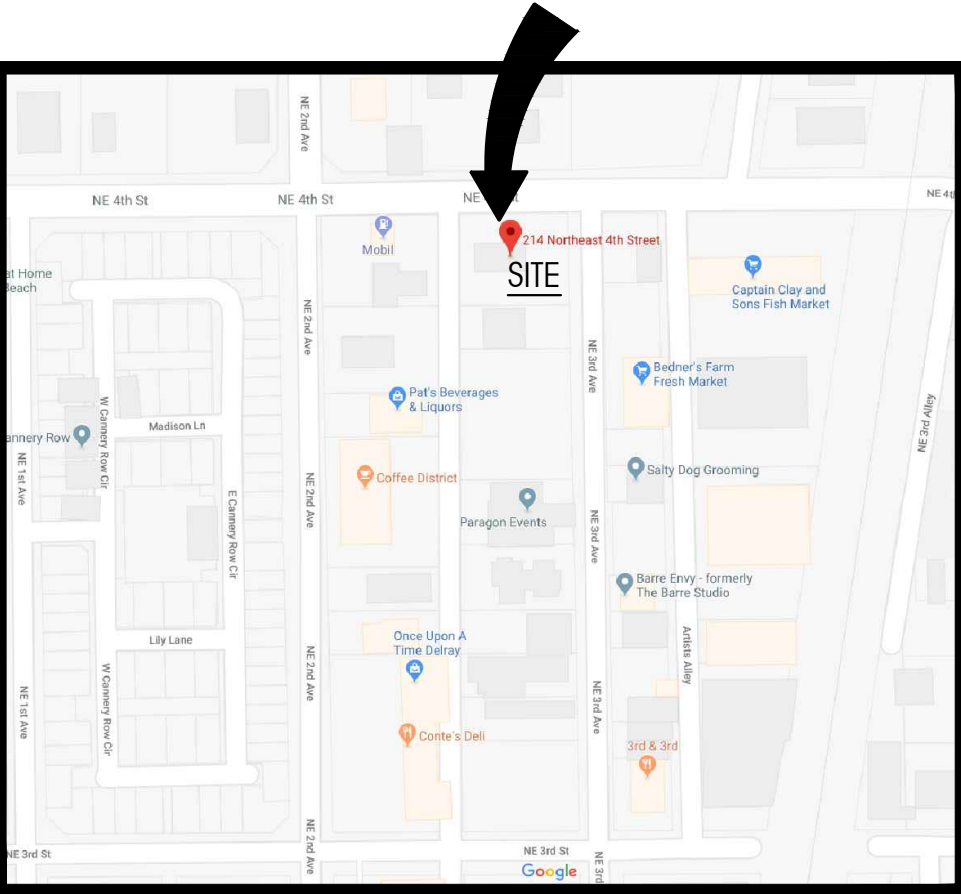 NE 2nd Ave
NE 4th St
NE 4th St
NE
St
NE 4t
Mobil
214 Northeast 4th Street
SITE
at Home
Beach
Captain Clay and
Sons Fish Market
NE 2nd Ave
NE 3rd Ave
Bedner's Farm
Fresh Market
Pat's Beverages
& Liquors
W Cannery Row Cir
Madison Ln
NE 3rd Alley
annery Row
NE 1st Ave
Coffee District
Salty Dog Grooming
NE 2nd Ave
E Cannery Row Cir
Paragon Events
NE 3rd Ave
Barre Envy - formerly
The Barre Studio
Lily Lane
Once Upon A
Time Delray
Artists Alley
NE 2nd Ave
W Cannery Row Cir
NE 1st Ave
NE 3rd Ave
Conte's Deli
3rd & 3rd
NE 2nd Ave
NE 3rd St
NE 3rd St
NE 3rd
Google